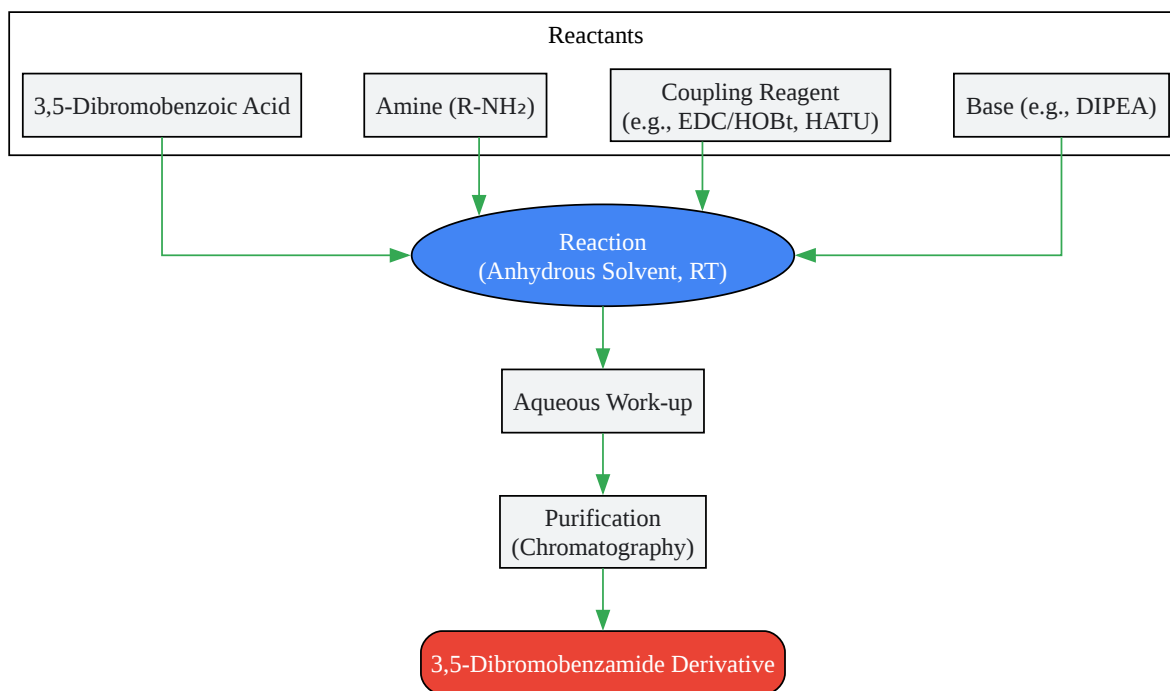 Reactants
3,5-Dibromobenzoic Acid
Amine (R-NH₂)
Coupling Reagent
(e.g., EDC/HOBt, HATU)
Base (e.g., DIPEA)
Reaction
(Anhydrous Solvent, RT)
Aqueous Work-up
Purification
(Chromatography)
3,5-Dibromobenzamide Derivative